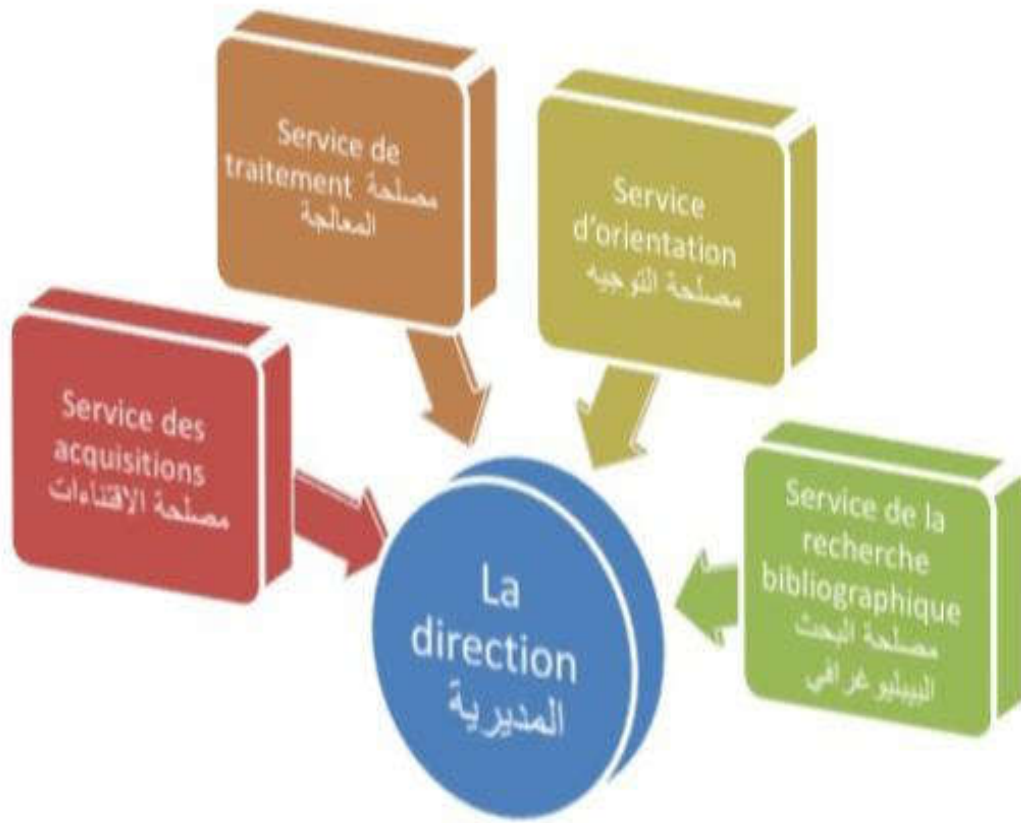 Service de
traitement مصلحة
المعالجة
Service
d'orientation
مصلحة التوجيه
Service des
acquisitions
مصلحة الاقتناءات
Service de la
recherche
bibliographique
مصلحة البحث
البيبليوغرافي
La
direction
المديرية